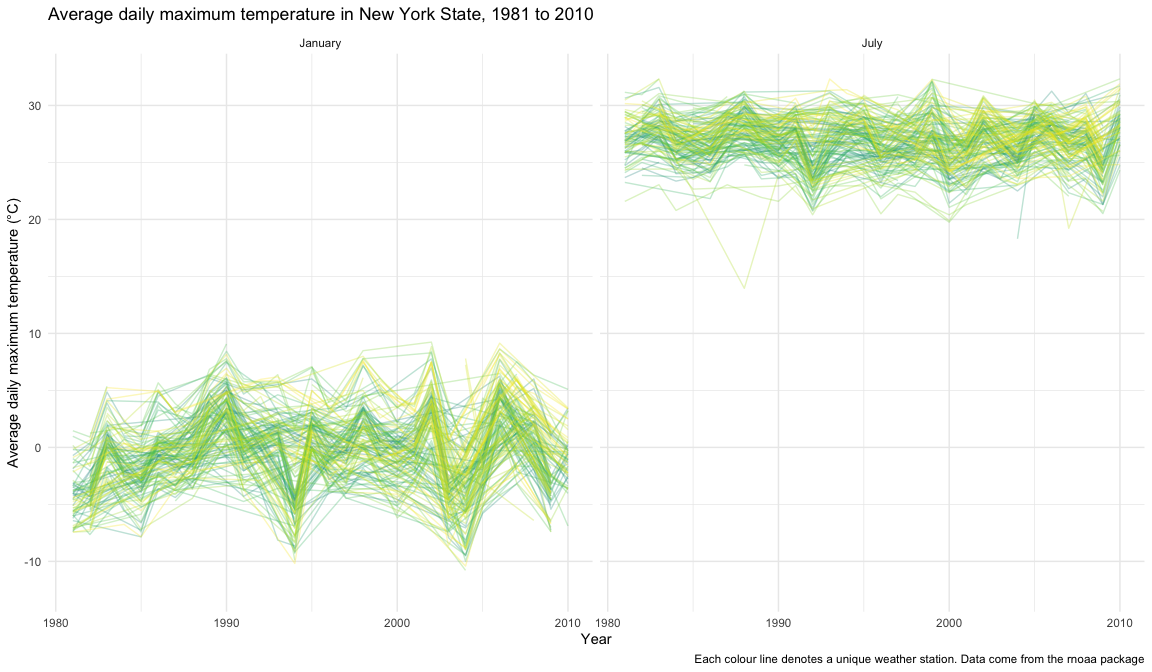 Average daily maximum temperature in New York State, 1981 to 2010
January
July
Average daily maximum temperature (°C)
30
20
10
0
-10
1980
1990
2000
2010
1980
1990
2000
2010
Year
Each colour line denotes a unique weather station. Data come from the rnoaa package